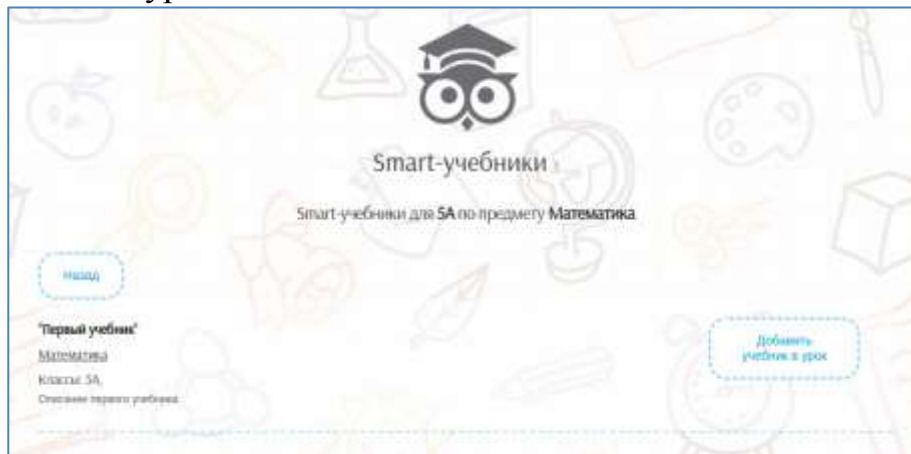 Smart-учебники
Smart-учебники для 5А по предмету Математика
Назад
"Первый учебник"
Математика
Добавить
учебник в урок
Классы: 5А,
Описание первого учебника